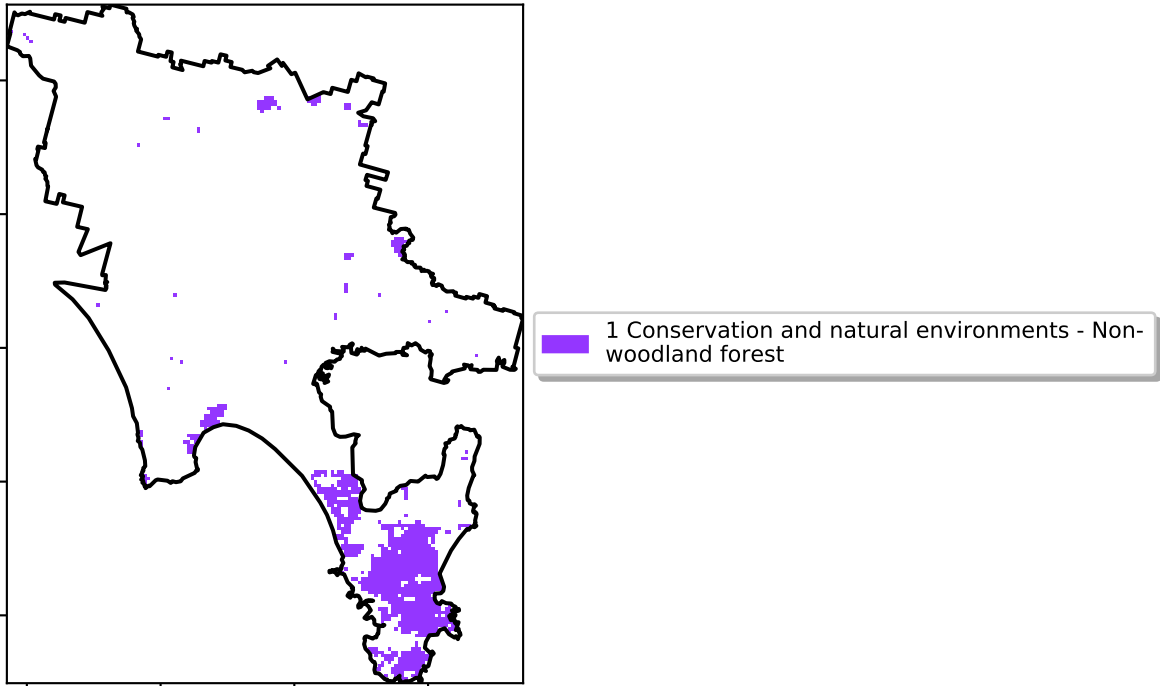 1 Conservation and natural environments - Non-
woodland forest